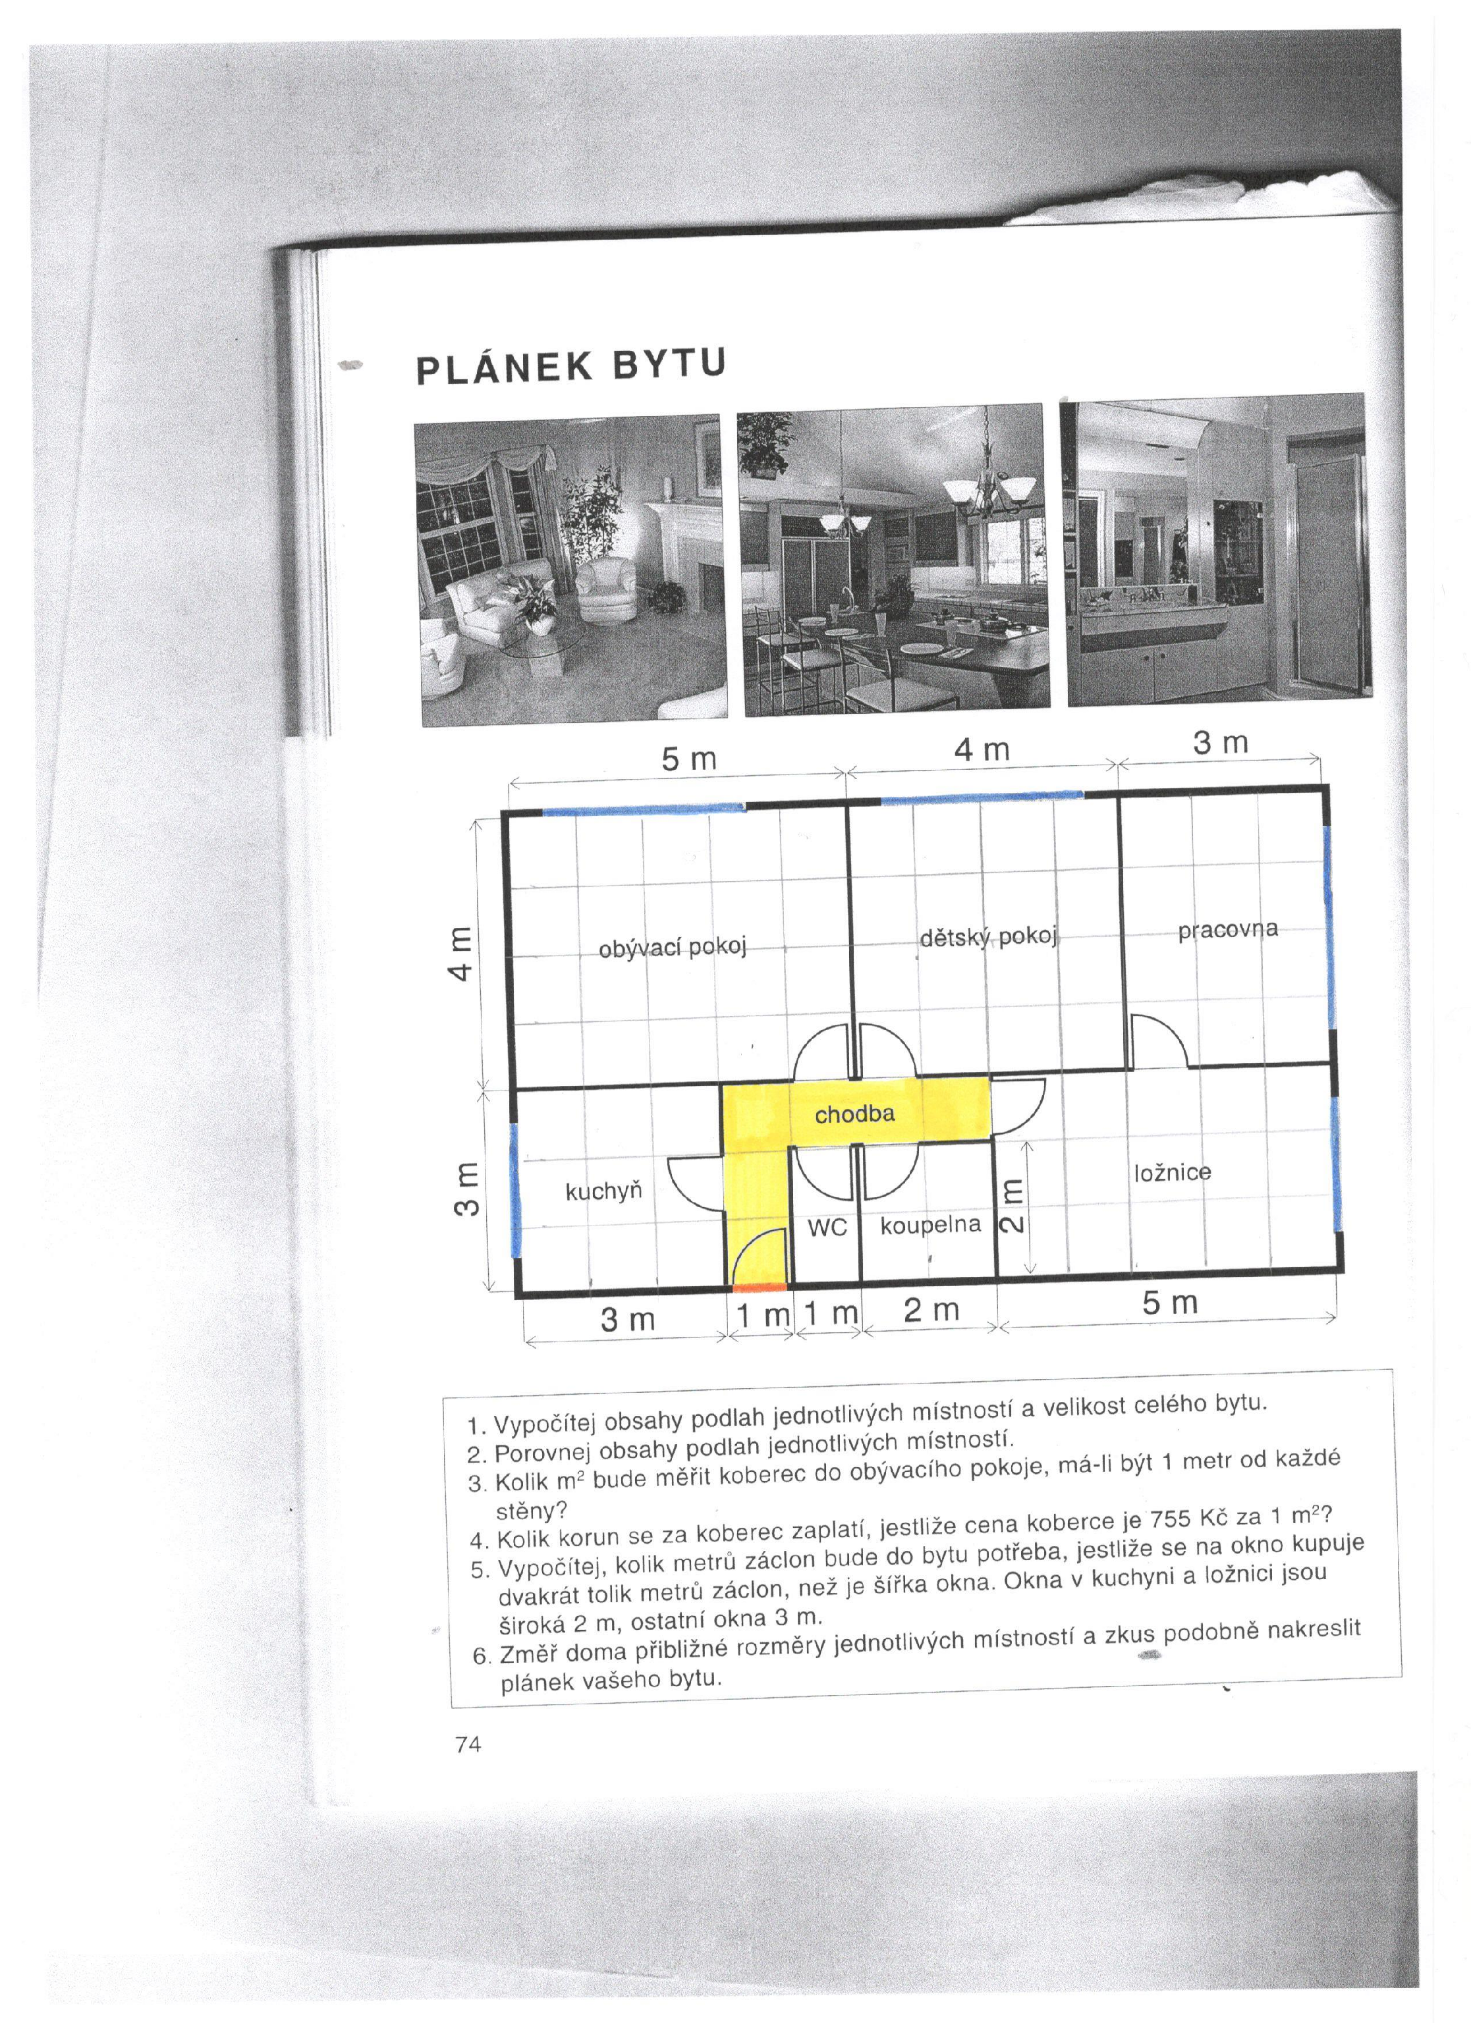 PLÁNEK BYTU
5 m
4 m
3 m
4 m
obývací pokoj
dětský pokoj
pracovna
chodba
3 m
kuchyň
WC
koupelna
2 m
ložnice
3 m
1 m
1 m
2 m
5 m
1. Vypočítej obsahy podlah jednotlivých místností a velikost celého bytu.
2. Porovnej obsahy podlah jednotlivých místností.
3. Kolik m² bude měřit koberec do obývacího pokoje, má-li být 1 metr od každé
stěny?
4. Kolik korun se za koberec zaplatí, jestliže cena koberce je 755 Kč za 1 m²?
5. Vypočítej, kolik metrů záclon bude do bytu potřeba, jestliže se na okno kupuje
dvakrát tolik metrů záclon, než je šířka okna. Okna v kuchyni a ložnici jsou
široká 2 m, ostatní okna 3 m.
6. Změř doma přibližné rozměry jednotlivých místností a zkus podobně nakreslit
plánek vašeho bytu.
74